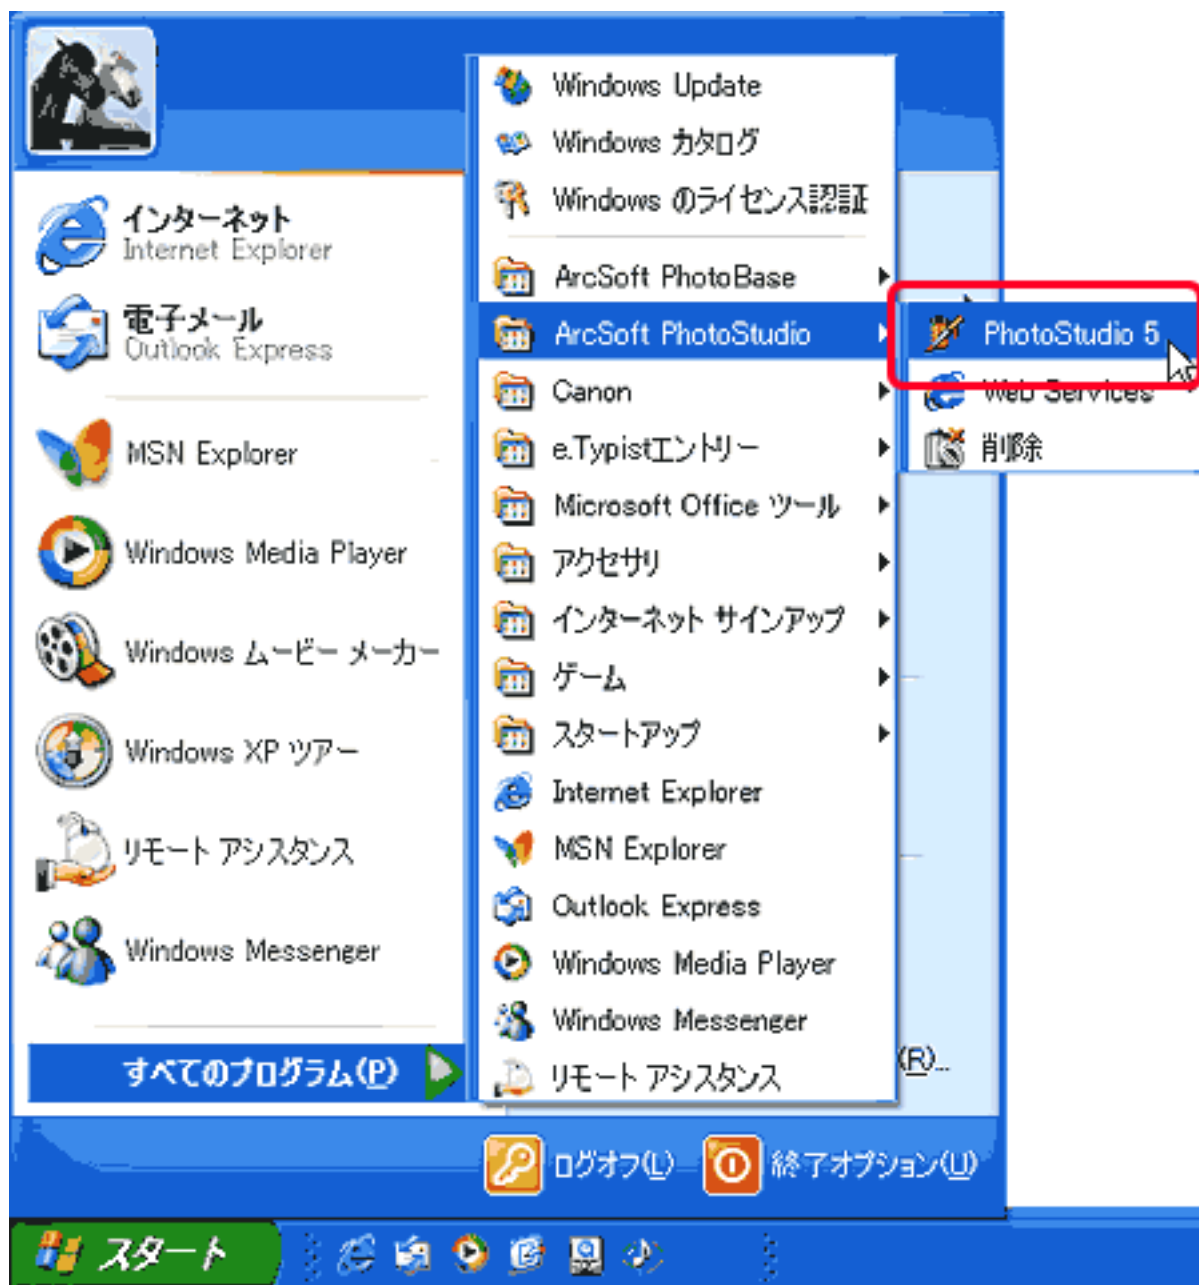 インターネット
Internet Explorer
電子メール
Outlook Express
MSN Explorer
Windows Media Player
Windows ムービー メーカー
Windows XP ツアー
リモート アシスタンス
Windows Messenger
すべてのプログラム(P)
Windows Update
Windows カタログ
Windows のライセンス認証
ArcSoft PhotoBase
ArcSoft PhotoStudio
Canon
e.Typistエントリー
Microsoft Office ツール
アクセサリ
インターネット サインアップ
ゲーム
スタートアップ
Internet Explorer
MSN Explorer
Outlook Express
Windows Media Player
Windows Messenger
リモート アシスタンス
PhotoStudio 5
Web Services
削除
(R)...
ログオフ(L)
終了オプション(U)
スタート